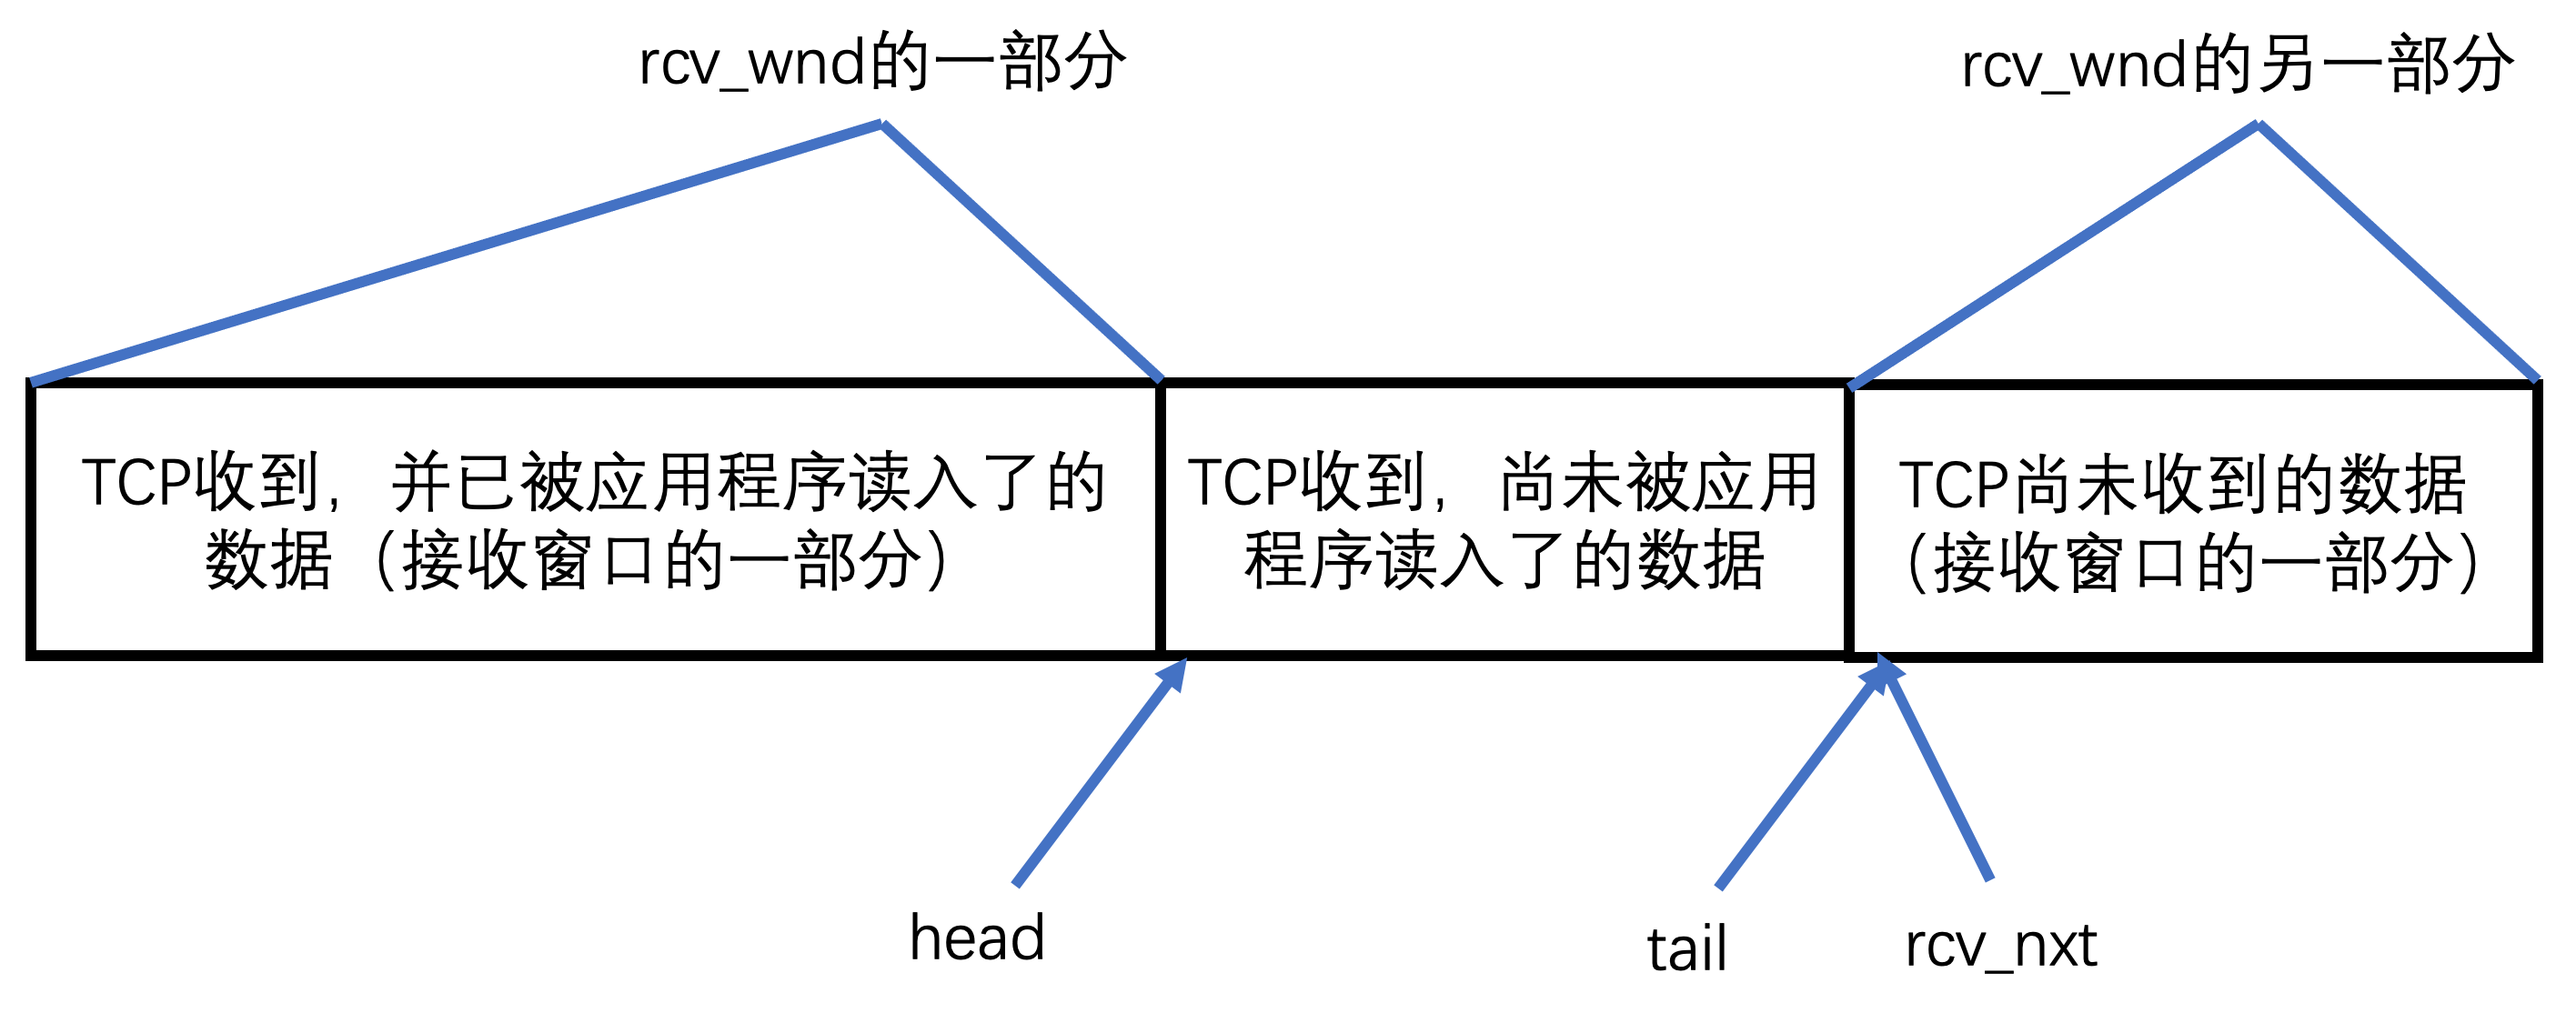 rcv_wnd的一部分
rcv_wnd的另一部分
TCP收到，并已被应用程序读入了的
数据（接收窗口的一部分）
TCP收到，尚未被应用
程序读入了的数据
TCP尚未收到的数据
（接收窗口的一部分）
head
tail
rcv_nxt